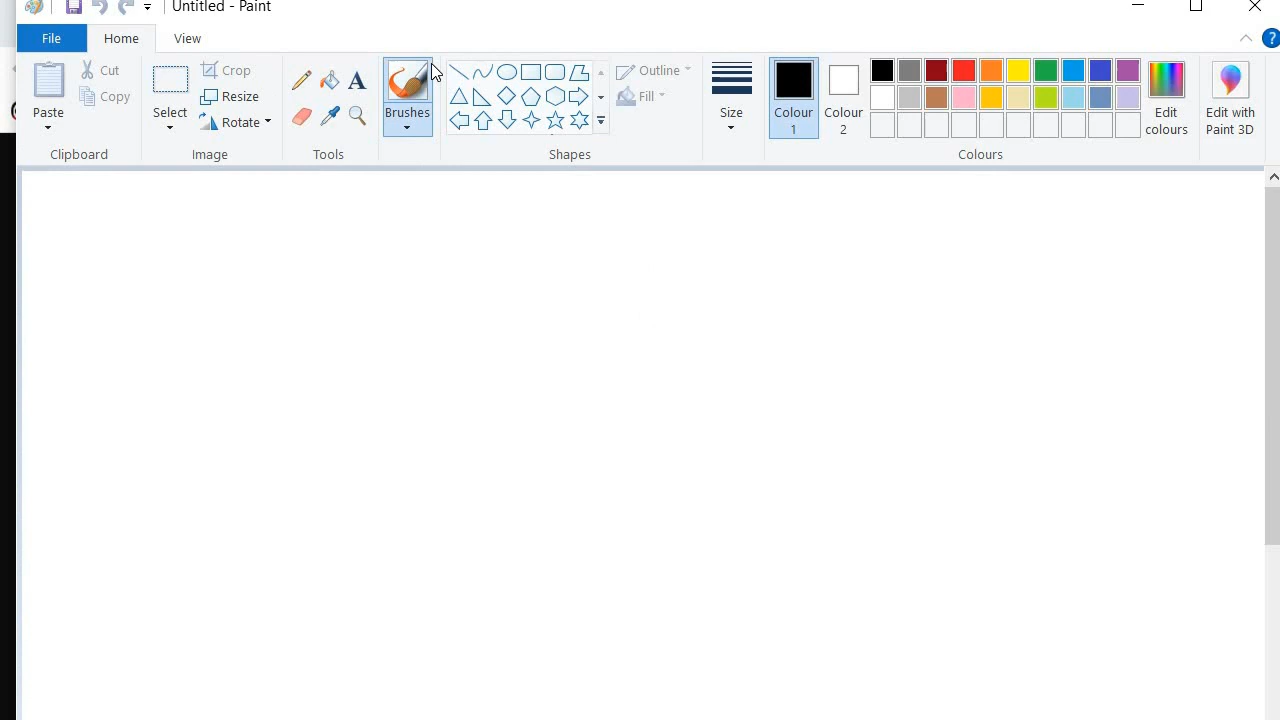 Untitled - Paint
File Home View
Paste
Cut
Copy
Clipboard
Select
Crop
Resize
Rotate
Image
A
Tools
Brushes
Outline
Fill
Shapes
Size
Colour 1
Colour 2
Edit colours
Colours
Edit with Paint 3D
?